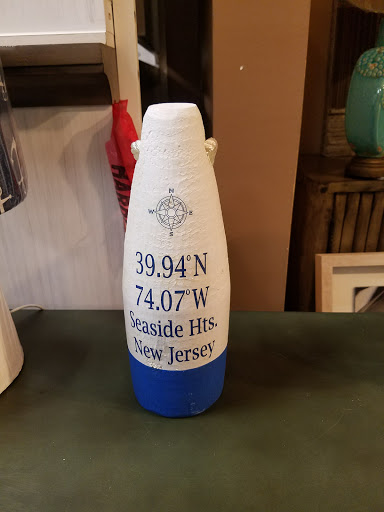 N
W E
S
39.94°N
74.07°W
Seaside Hts.
New Jersey